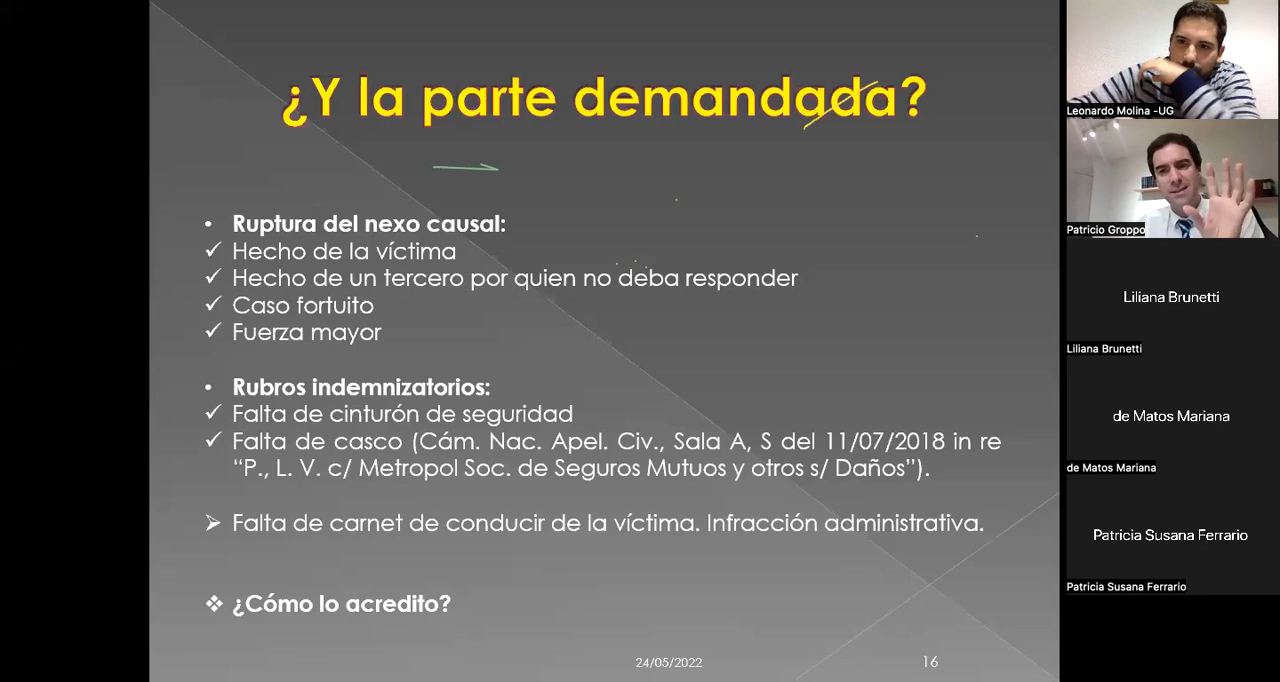 ¿Y la parte demandada?
• Ruptura del nexo causal:
✓ Hecho de la víctima
✓ Hecho de un tercero por quien no deba responder
✓ Caso fortuito
✓ Fuerza mayor
• Rubros indemnizatorios:
✓ Falta de cinturón de seguridad
✓ Falta de casco (Cám. Nac. Apel. Civ., Sala A, S del 11/07/2018 in re
“P., L. V. c/ Metropol Soc. de Seguros Mutuos y otros s/ Daños”).
➢ Falta de carnet de conducir de la víctima. Infracción administrativa.
❖ ¿Cómo lo acredito?
24/05/2022
16
Leonardo Molina -UG
Patricio Groppo
Liliana Brunetti
Liliana Brunetti
de Matos Mariana
de Matos Mariana
Patricia Susana Ferrario
Patricia Susana Ferrario